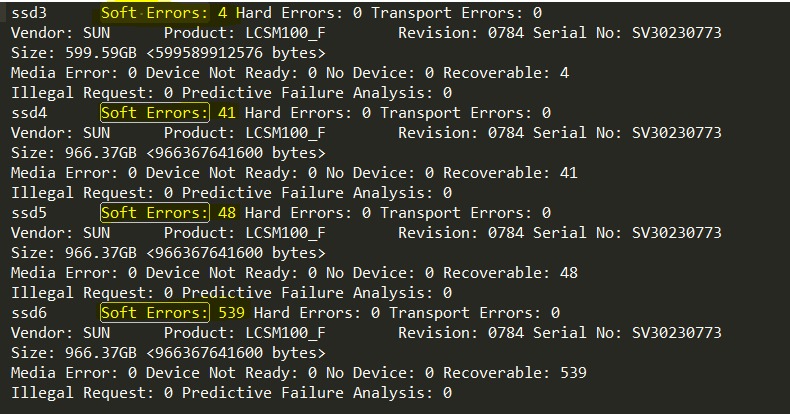 ssd3 Soft Errors: 4 Hard Errors: 0 Transport Errors: 0
Vendor: SUN Product: LCSM100_F Revision: 0784 Serial No: SV30230773
Size: 599.59GB <599589912576 bytes>
Media Error: 0 Device Not Ready: 0 No Device: 0 Recoverable: 4
Illegal Request: 0 Predictive Failure Analysis: 0
ssd4 Soft Errors: 41 Hard Errors: 0 Transport Errors: 0
Vendor: SUN Product: LCSM100_F Revision: 0784 Serial No: SV30230773
Size: 966.37GB <966367641600 bytes>
Media Error: 0 Device Not Ready: 0 No Device: 0 Recoverable: 41
Illegal Request: 0 Predictive Failure Analysis: 0
ssd5 Soft Errors: 48 Hard Errors: 0 Transport Errors: 0
Vendor: SUN Product: LCSM100_F Revision: 0784 Serial No: SV30230773
Size: 966.37GB <966367641600 bytes>
Media Error: 0 Device Not Ready: 0 No Device: 0 Recoverable: 48
Illegal Request: 0 Predictive Failure Analysis: 0
ssd6 Soft Errors: 539 Hard Errors: 0 Transport Errors: 0
Vendor: SUN Product: LCSM100_F Revision: 0784 Serial No: SV30230773
Size: 966.37GB <966367641600 bytes>
Media Error: 0 Device Not Ready: 0 No Device: 0 Recoverable: 539
Illegal Request: 0 Predictive Failure Analysis: 0